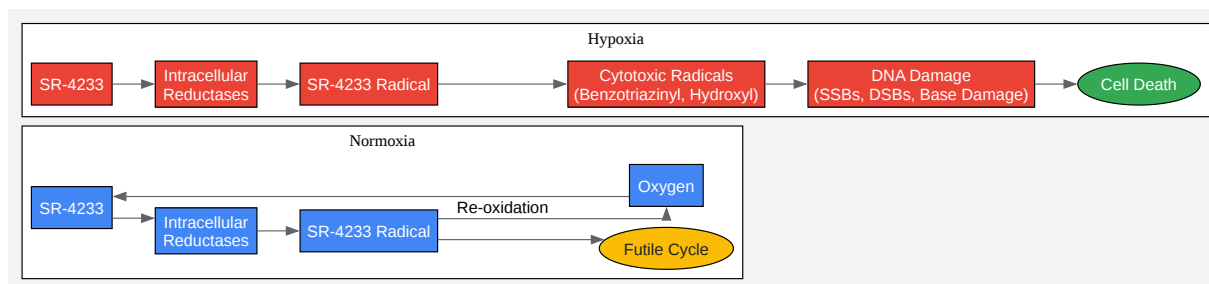 Hypoxia
SR-4233
Intracellular
Reductases
SR-4233 Radical
Cytotoxic Radicals
(Benzotriazinyl, Hydroxyl)
DNA Damage
(SSBs, DSBs, Base Damage)
Cell Death
Normoxia
SR-4233
Intracellular
Reductases
SR-4233 Radical
Re-oxidation
Oxygen
Futile Cycle